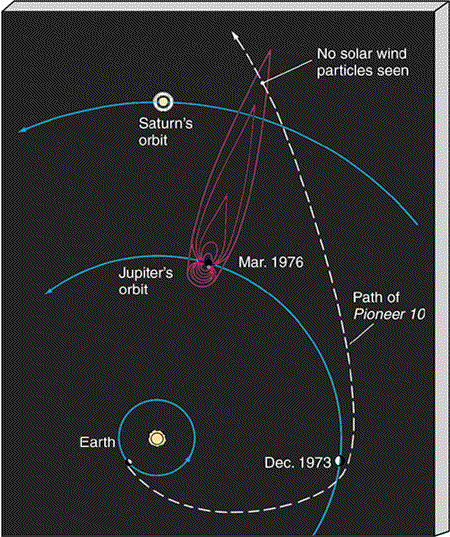 No solar wind
particles seen
Saturn's
orbit
Mar. 1976
Jupiter's
orbit
Path of
Pioneer 10
Earth
Dec. 1973